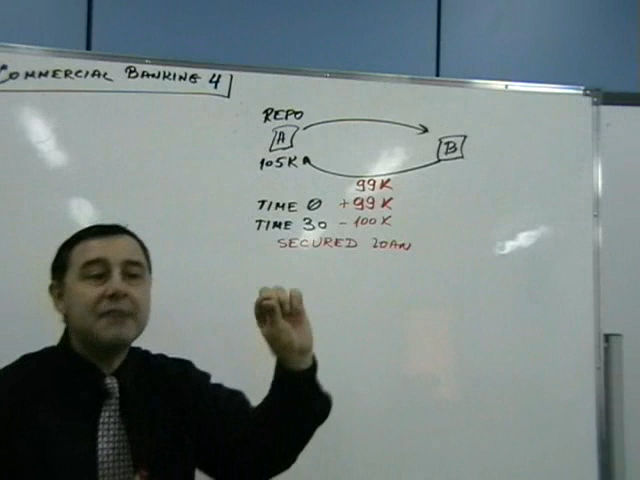 COMMERCIAL BANKING 4
REPO
A
B
105K
99K
TIME 0 +99K
TIME 30 -100K
SECURED LOAN